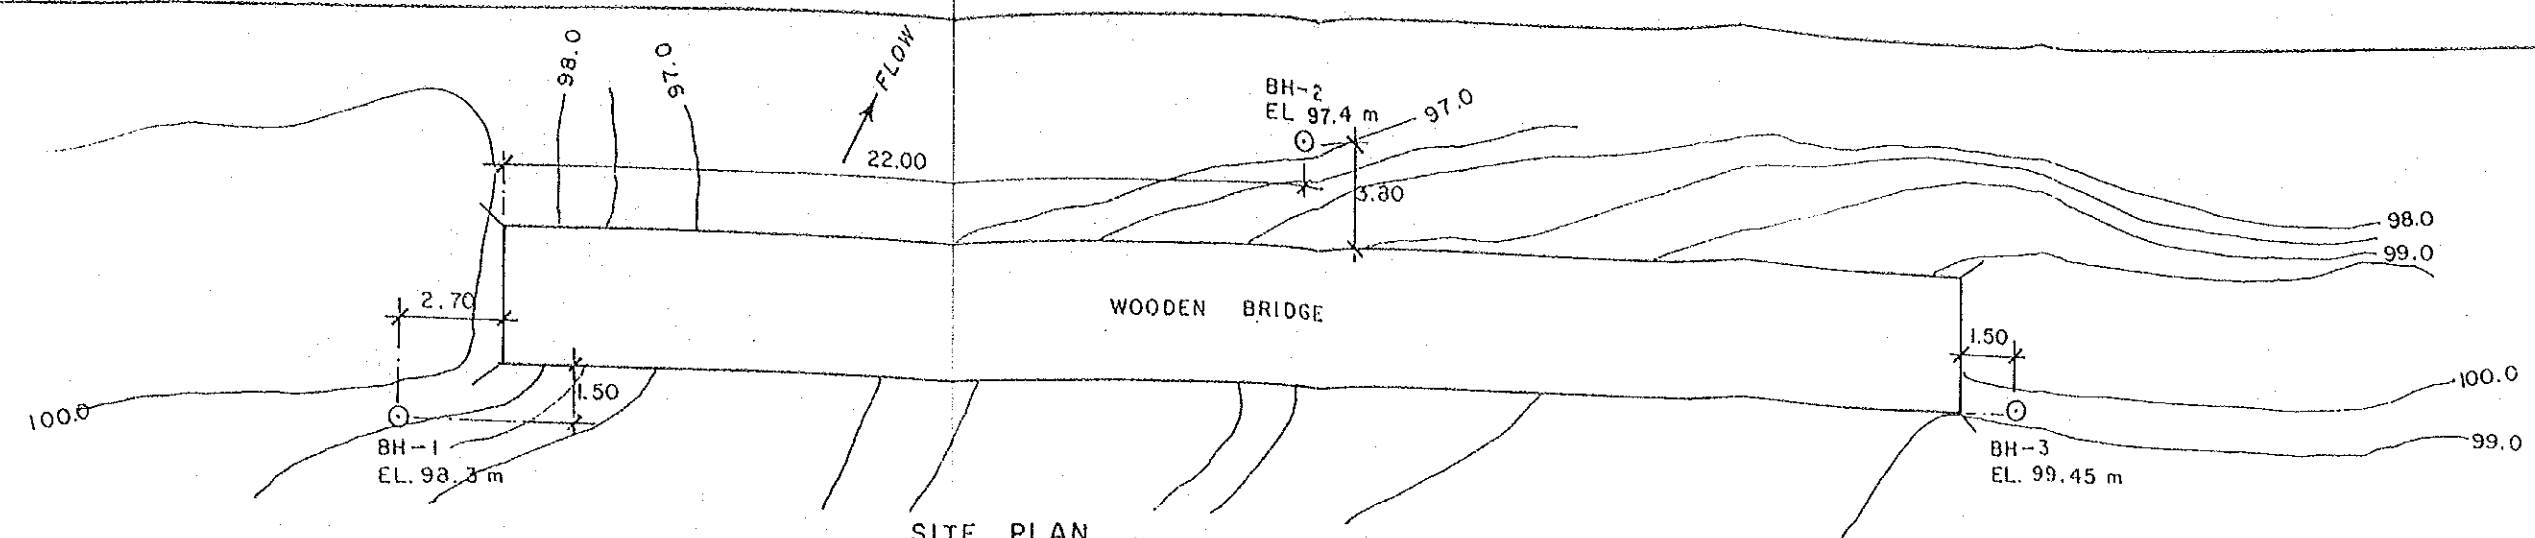 98.0
97.0
FLOW
BH-2
EL 97.4 m
97.0
22.00
3.80
98.0
99.0
2.70
WOODEN BRIDGE
1.50
1.50
100.0
100.0
BH-1
EL. 98.3 m
99.0
BH-3
EL. 99.45 m
SITE PLAN